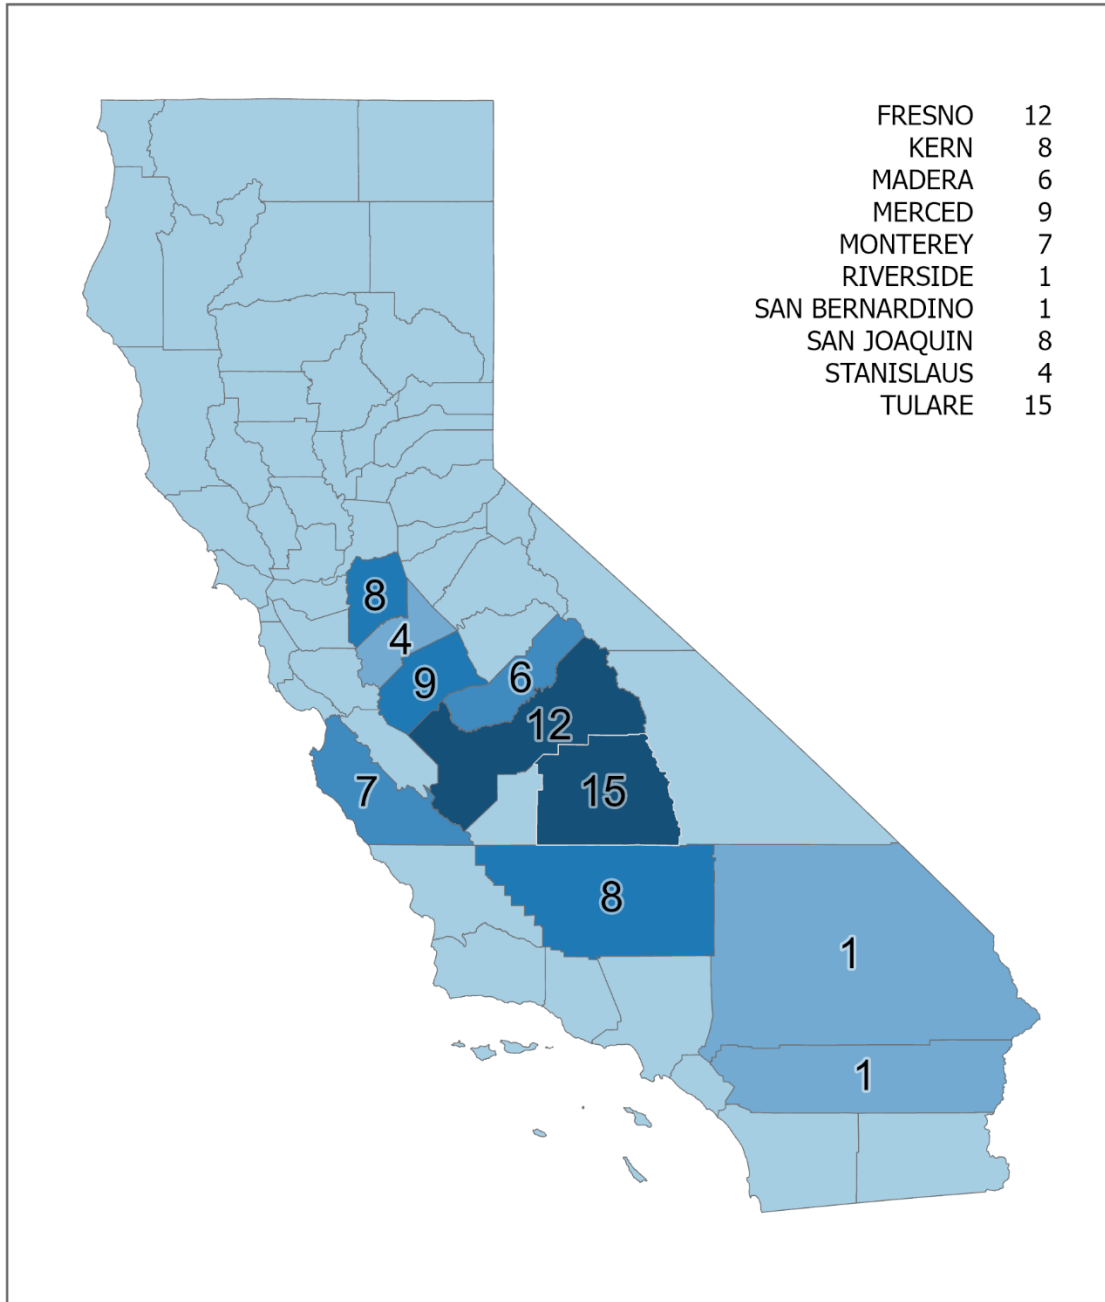 FRESNO 12
KERN 8
MADERA 6
MERCED 9
MONTEREY 7
RIVERSIDE 1
SAN BERNARDINO 1
SAN JOAQUIN 8
STANISLAUS 4
TULARE 15
8
4
9
6
12
7
15
8
1
1